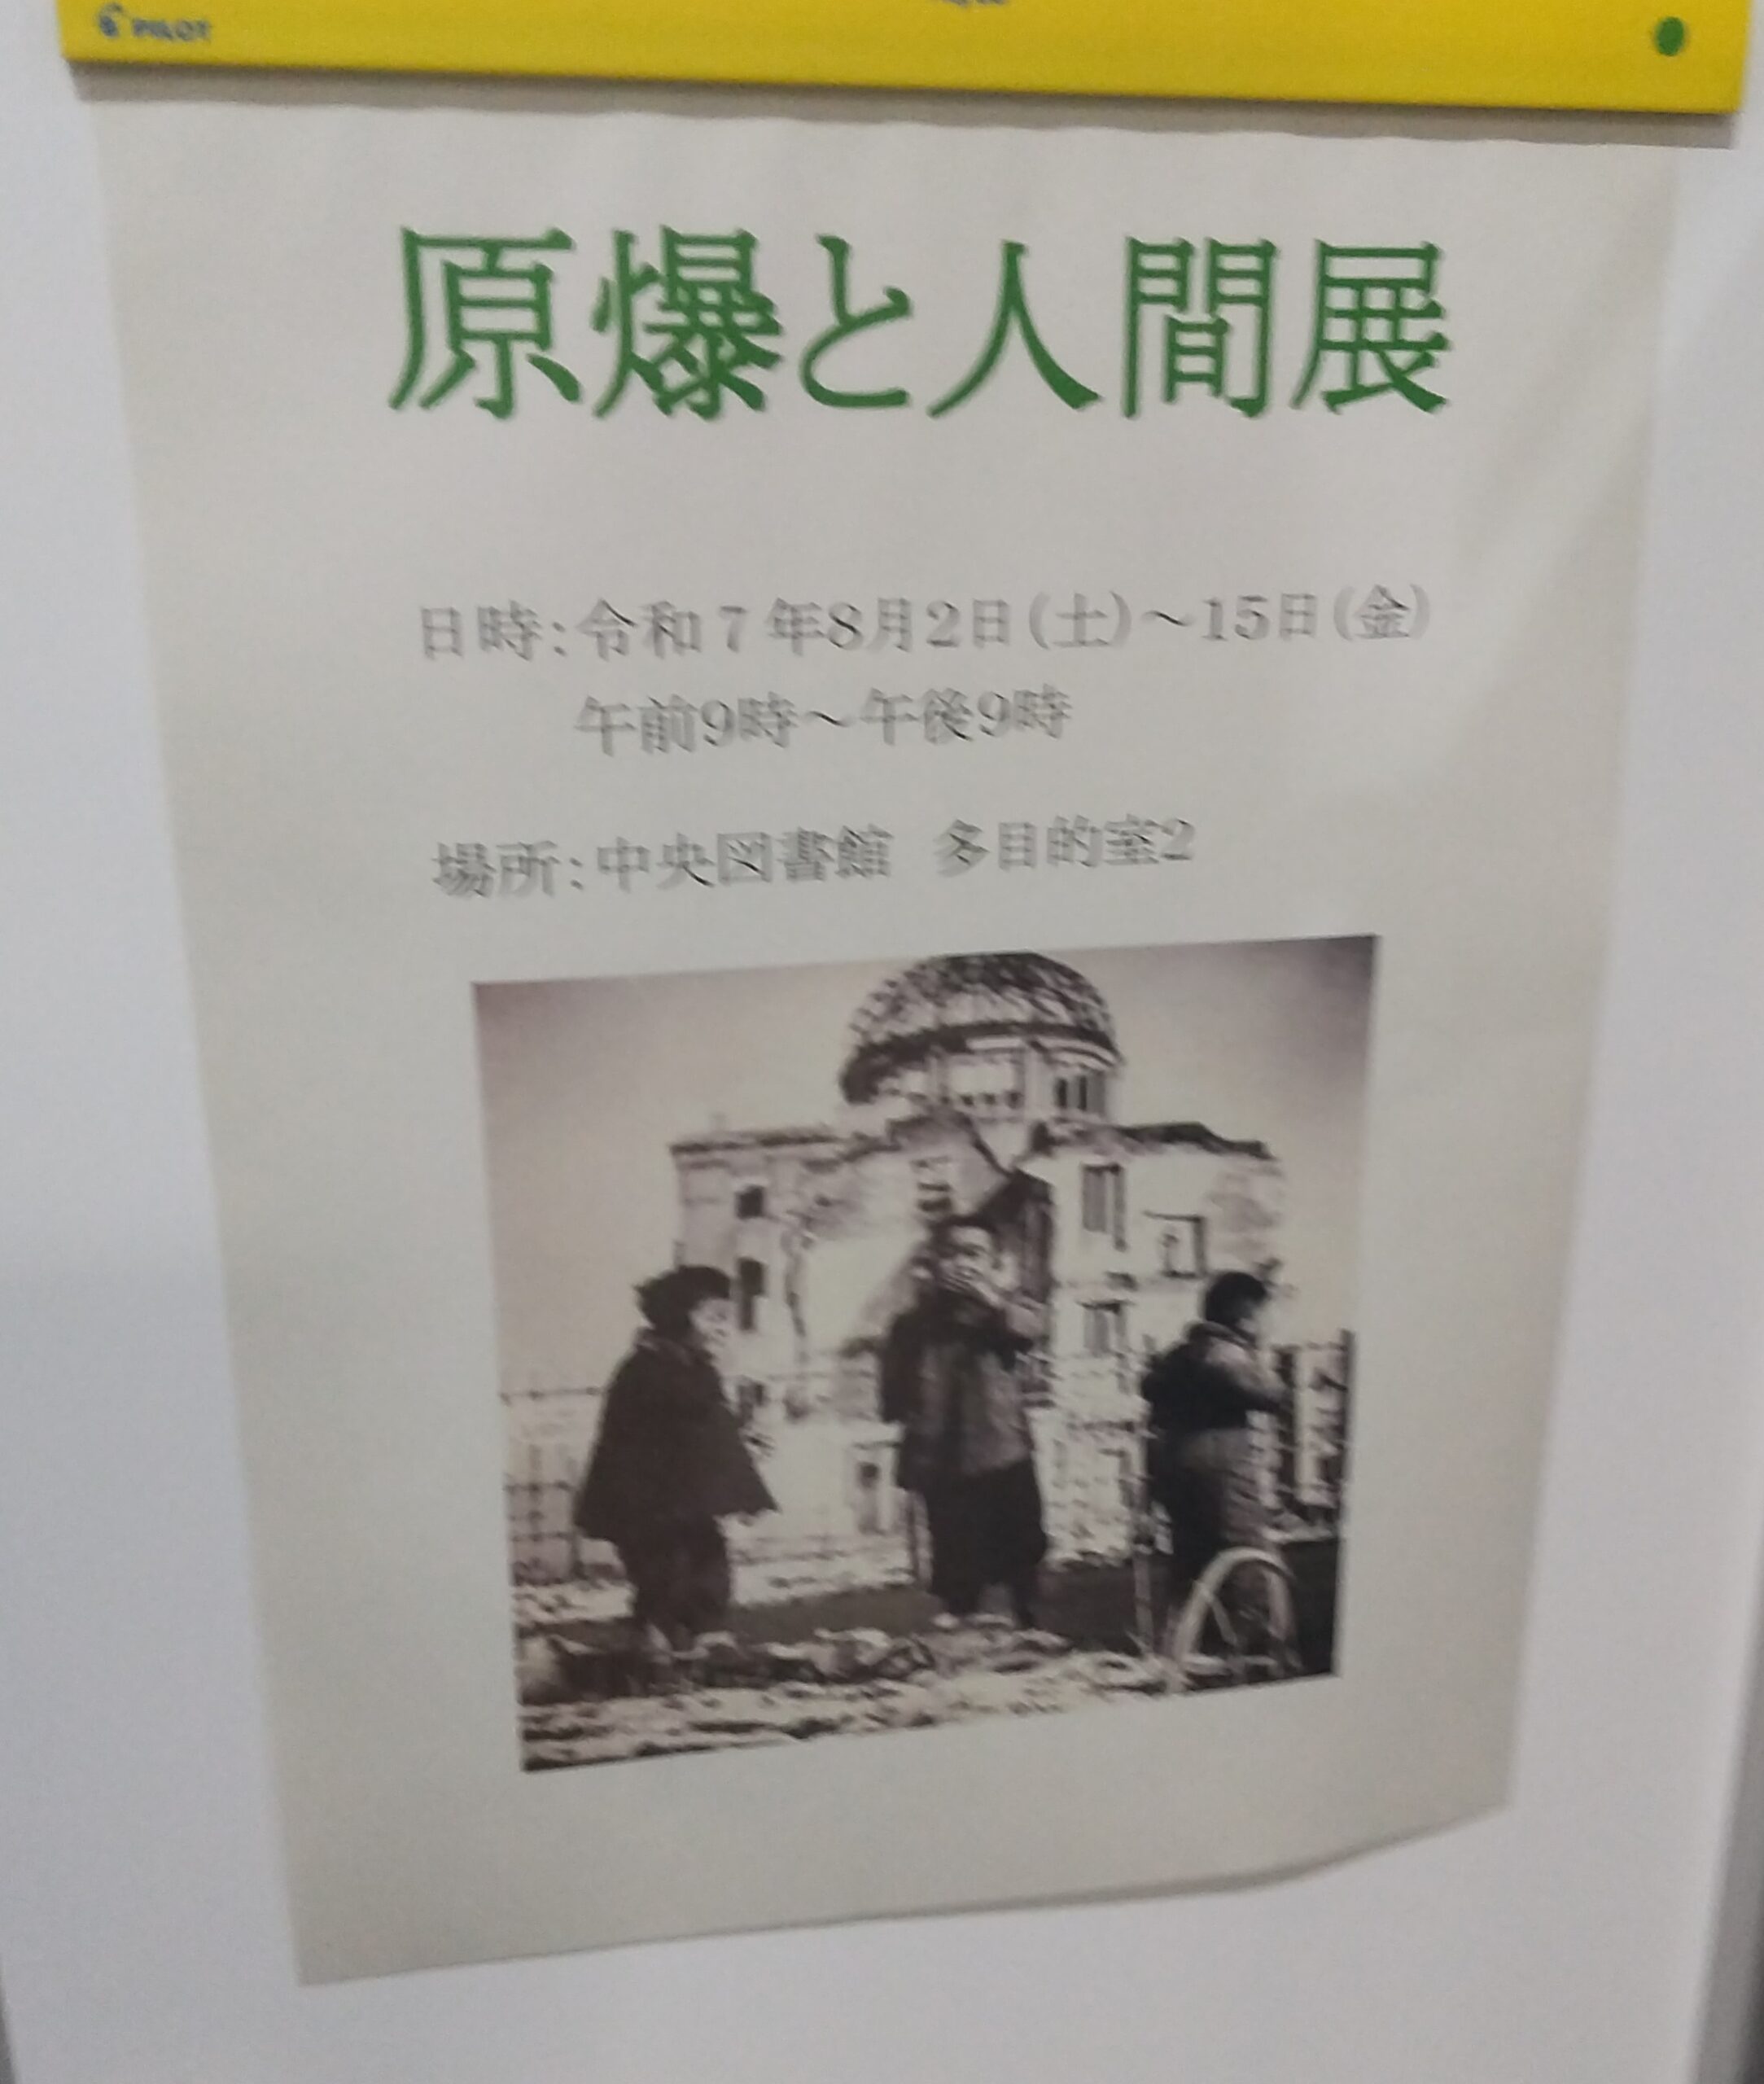 PILOT
原爆と人間展
日時:令和7年8月2日(土)～15日(金)
午前9時～午後9時
場所:中央図書館 多目的室2